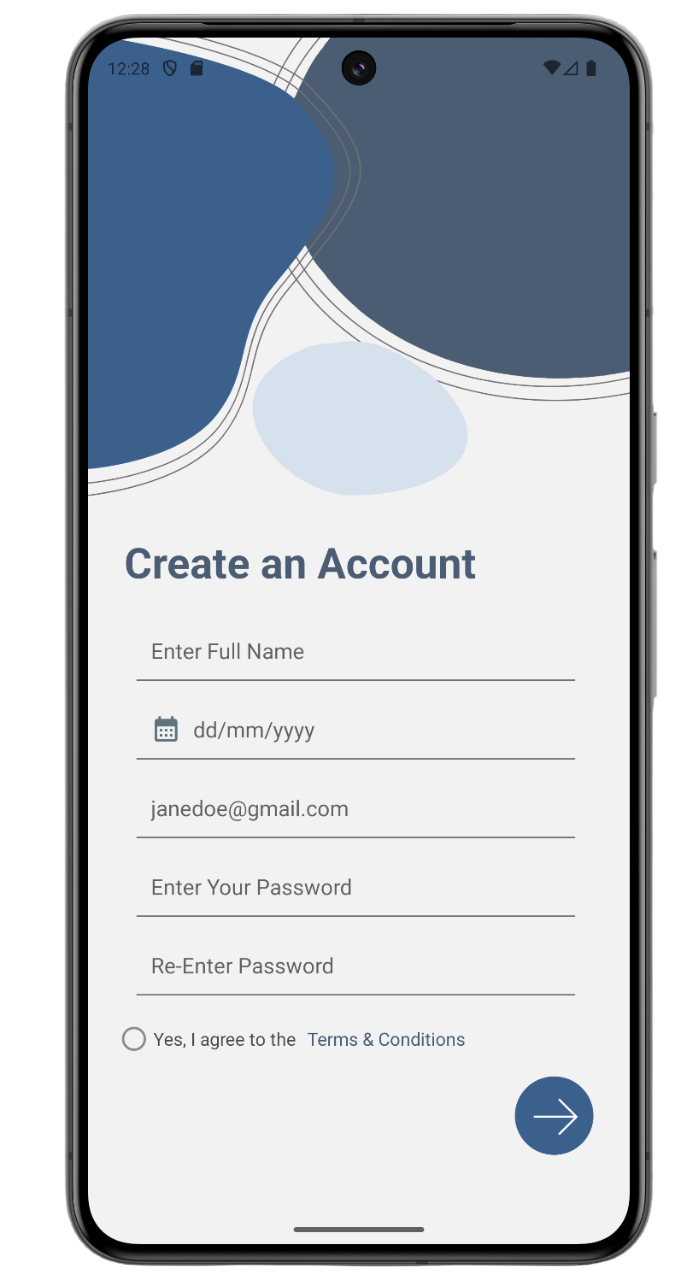 12:28
Create an Account
Enter Full Name
dd/mm/yyyy
janedoe@gmail.com
Enter Your Password
Re-Enter Password
Yes, I agree to the Terms & Conditions